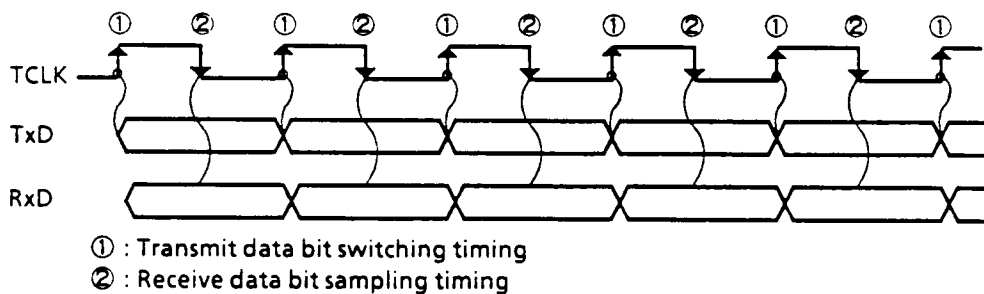 ① ② ① ② ① ② ① ② ① ② ①
TCLK
TxD
RxD
① : Transmit data bit switching timing
② : Receive data bit sampling timing